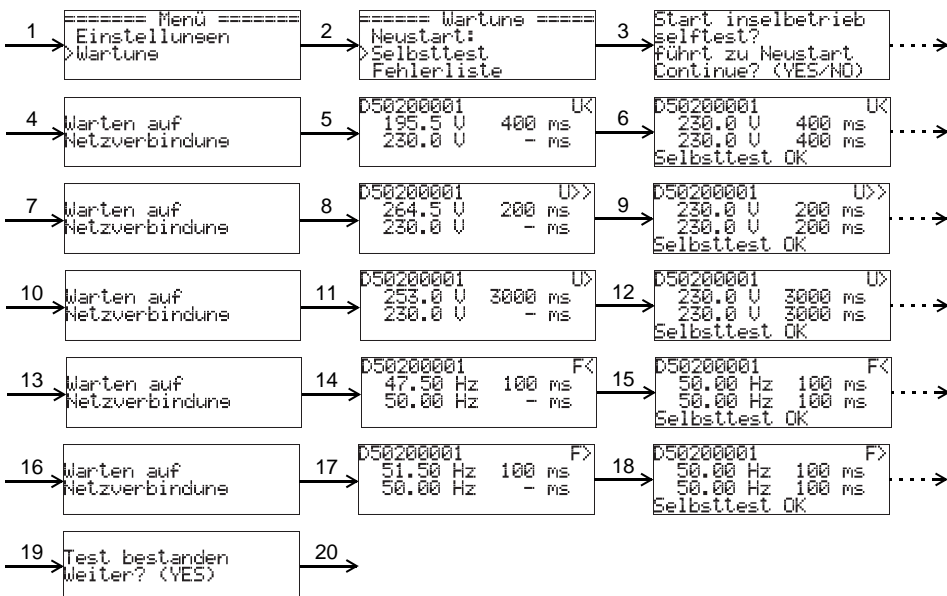 1
======= Menü =======
Einstellungen
>Wartung
2
====== Wartung =====
Neustart:
>Selbsttest
Fehlerliste
3
Start inselbetrieb
selftest?
führt zu Neustart
Continue? (YES/NO)
4
Warten auf
Netzverbindung
5
D50200001 U<
195.5 V 400 ms
230.0 V - ms
6
D50200001 U<
230.0 V 400 ms
230.0 V 400 ms
Selbsttest OK
7
Warten auf
Netzverbindung
8
D50200001 U>>
264.5 V 200 ms
230.0 V - ms
9
D50200001 U>>
230.0 V 200 ms
230.0 V 200 ms
Selbsttest OK
10
Warten auf
Netzverbindung
11
D50200001 U>
253.0 V 3000 ms
230.0 V - ms
12
D50200001 U>
230.0 V 3000 ms
230.0 V 3000 ms
Selbsttest OK
13
Warten auf
Netzverbindung
14
D50200001 F<
47.50 Hz 100 ms
50.00 Hz - ms
15
D50200001 F<
50.00 Hz 100 ms
50.00 Hz 100 ms
Selbsttest OK
16
Warten auf
Netzverbindung
17
D50200001 F>
51.50 Hz 100 ms
50.00 Hz - ms
18
D50200001 F>
50.00 Hz 100 ms
50.00 Hz 100 ms
Selbsttest OK
19
Test bestanden
Weiter? (YES)
20